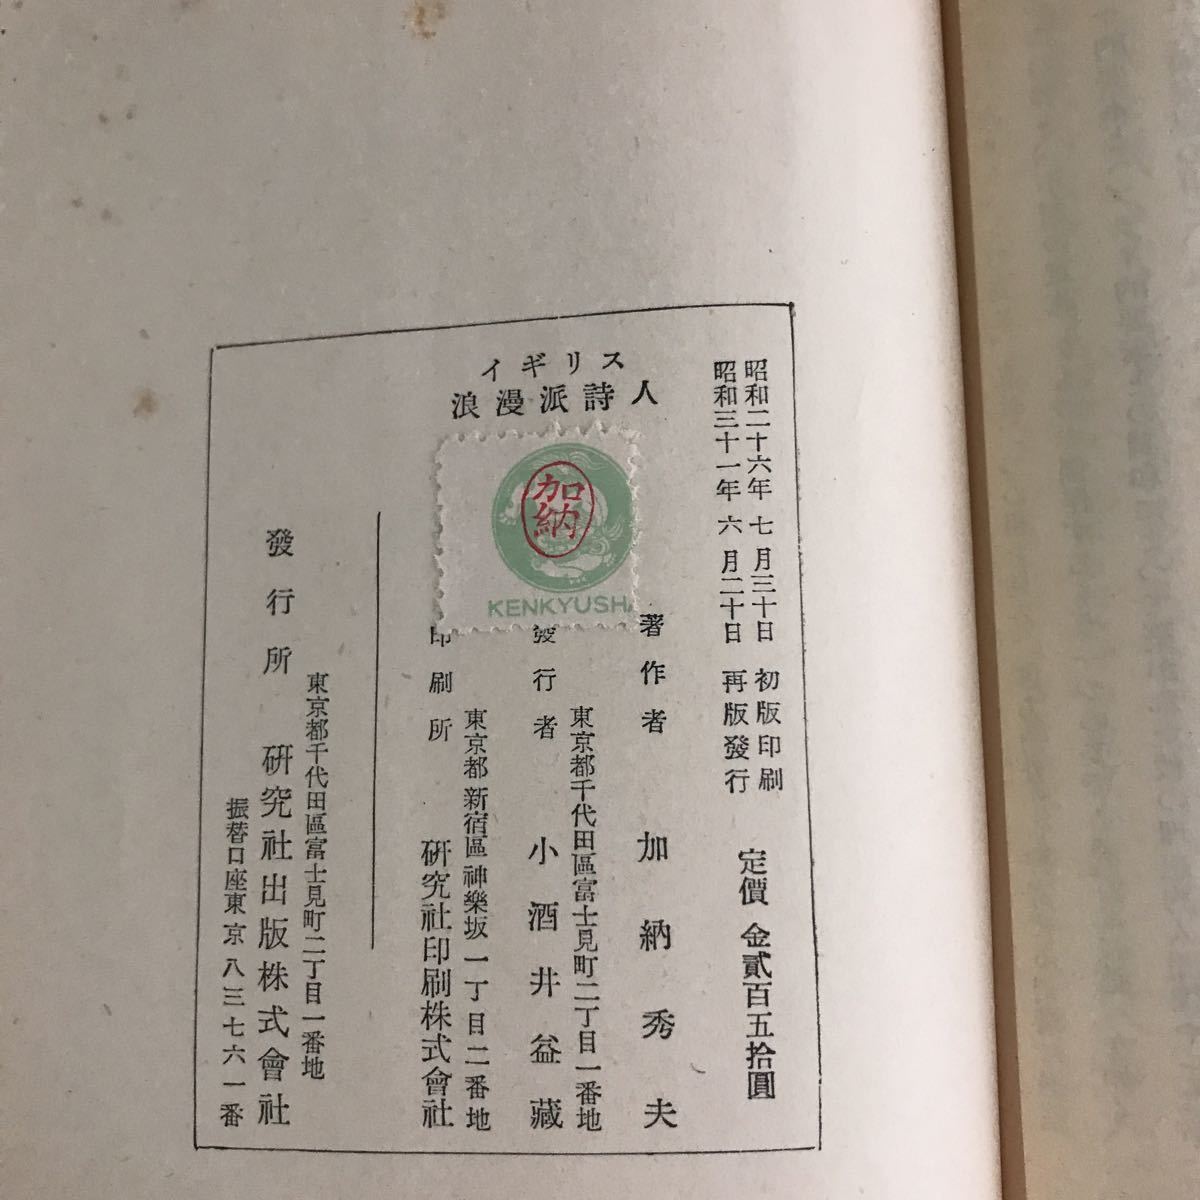 イギリス
浪漫派詩人
加納
KENKYUSH
昭和二十六年 七月三十日 初版印刷
昭和三十一年 六月二十日 再版發行
定價 金貳百五拾圓
著作者 加納秀夫
東京都千代田區富士見町二丁目一番地
發行者 小酒井益藏
東京都新宿區神樂坂一丁目二番地
印刷所 研究社印刷株式會社
東京都千代田區富士見町二丁目一番地
發行所 研究社出版株式會社
振替口座東京八三七六一番